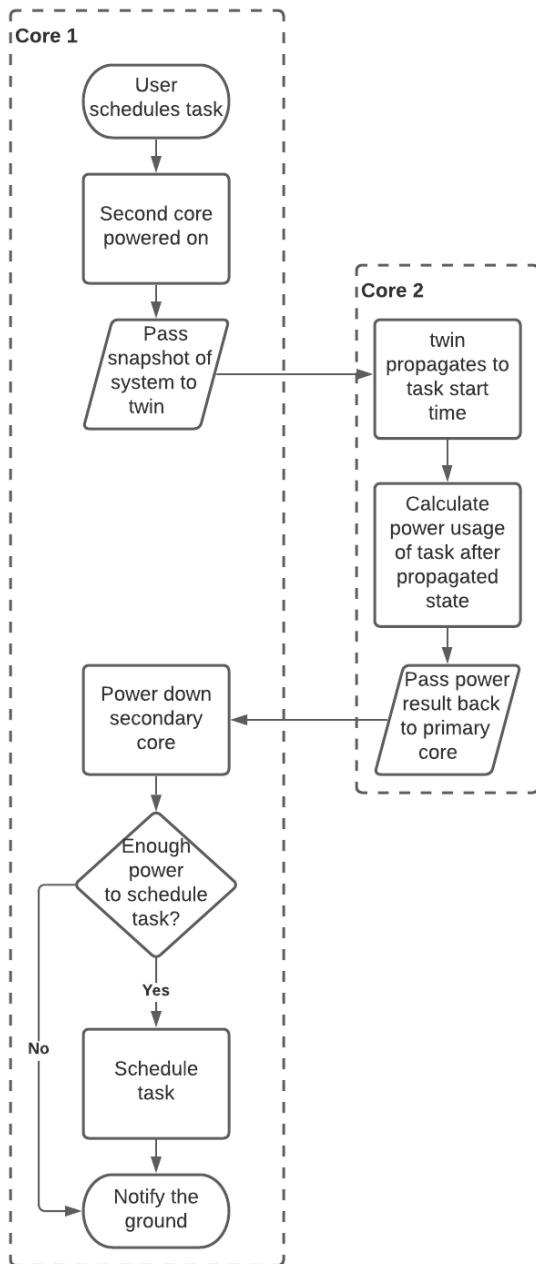 Core 1
User
schedules task
Second core
powered on
Pass
snapshot of
system to
twin
Core 2
twin
propagates to
task start
time
Calculate
power usage
of task after
propagated
state
Pass power
result back
to primary
core
Power down
secondary
core
Enough
power
to schedule
task?
Yes
No
Schedule
task
Notify the
ground